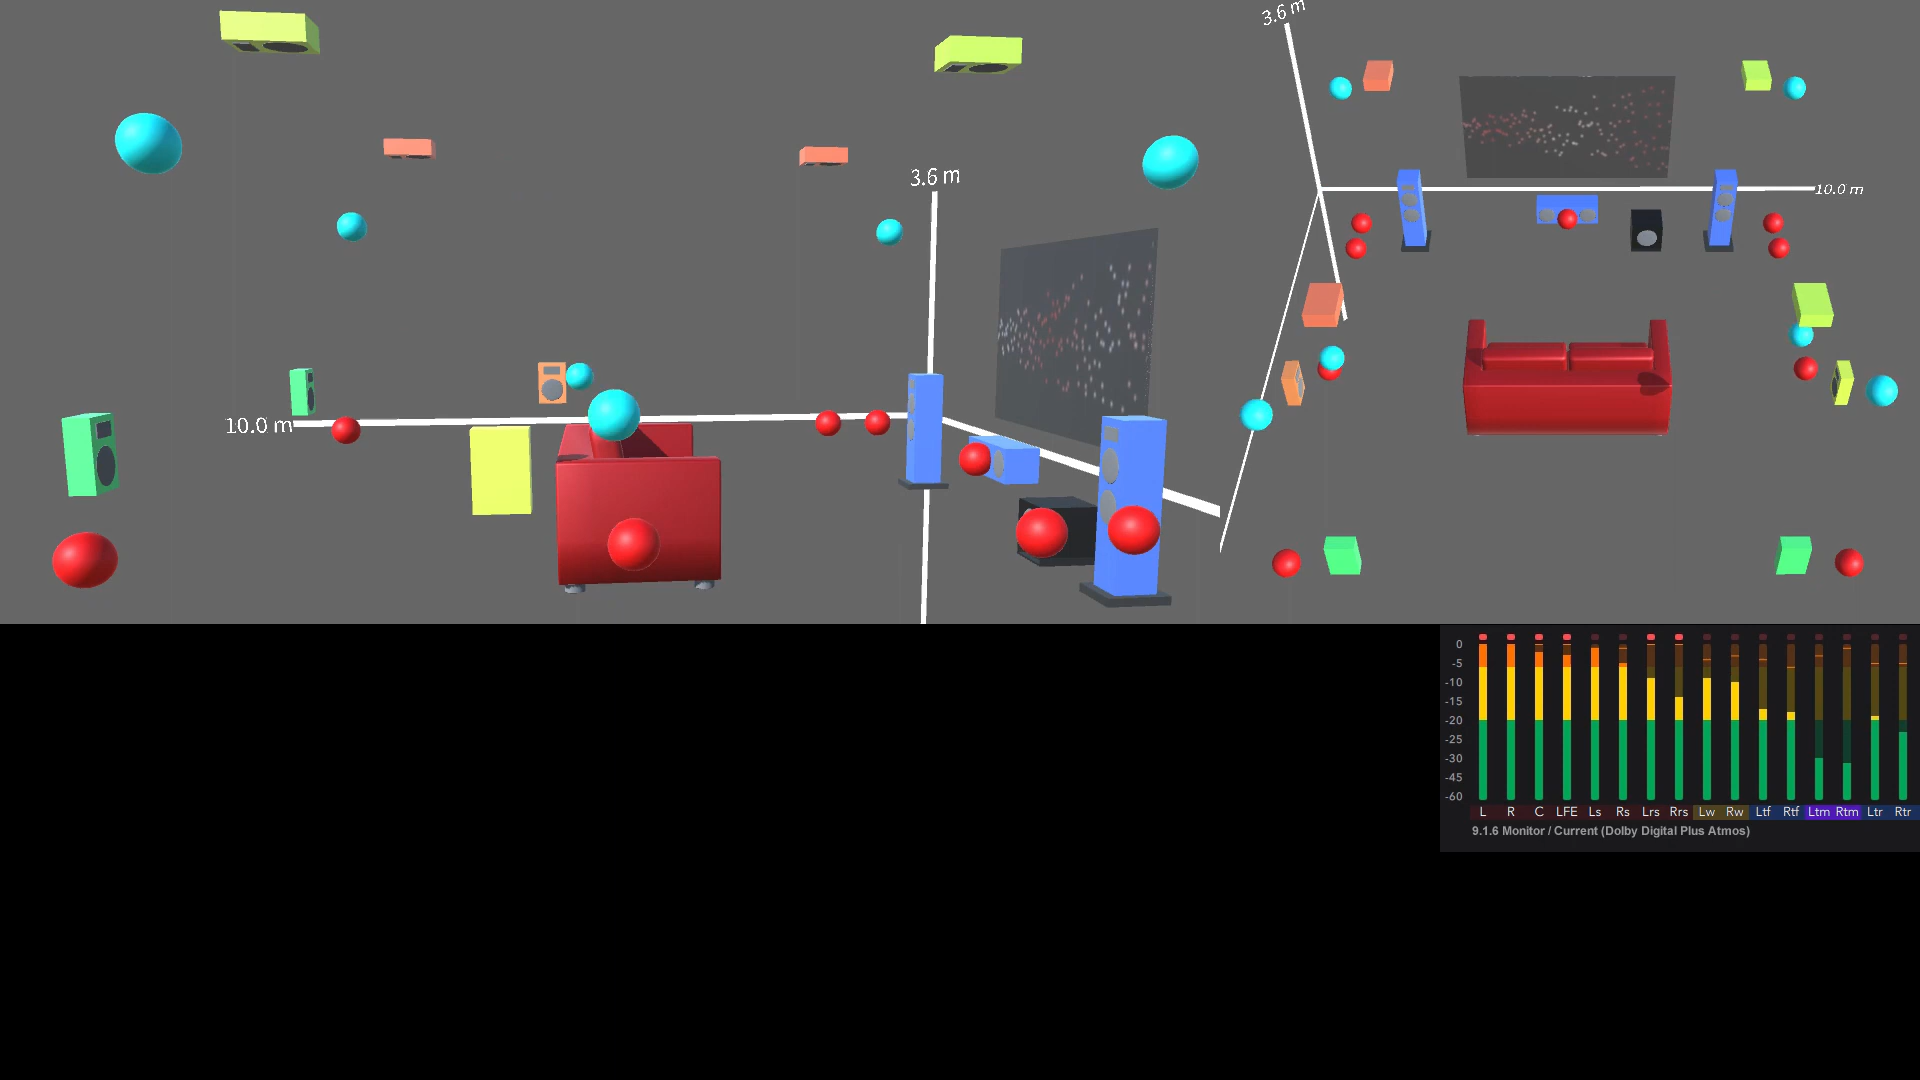 3.6 m
3.6 m
10.0 m
10.0 m
0
-5
-10
-15
-20
-25
-30
-45
-60
L R C LFE Ls Rs Lrs Rrs Lw Rw Ltf Rtf Ltm Rtm Ltr Rtr
9.1.6 Monitor / Current (Dolby Digital Plus Atmos)